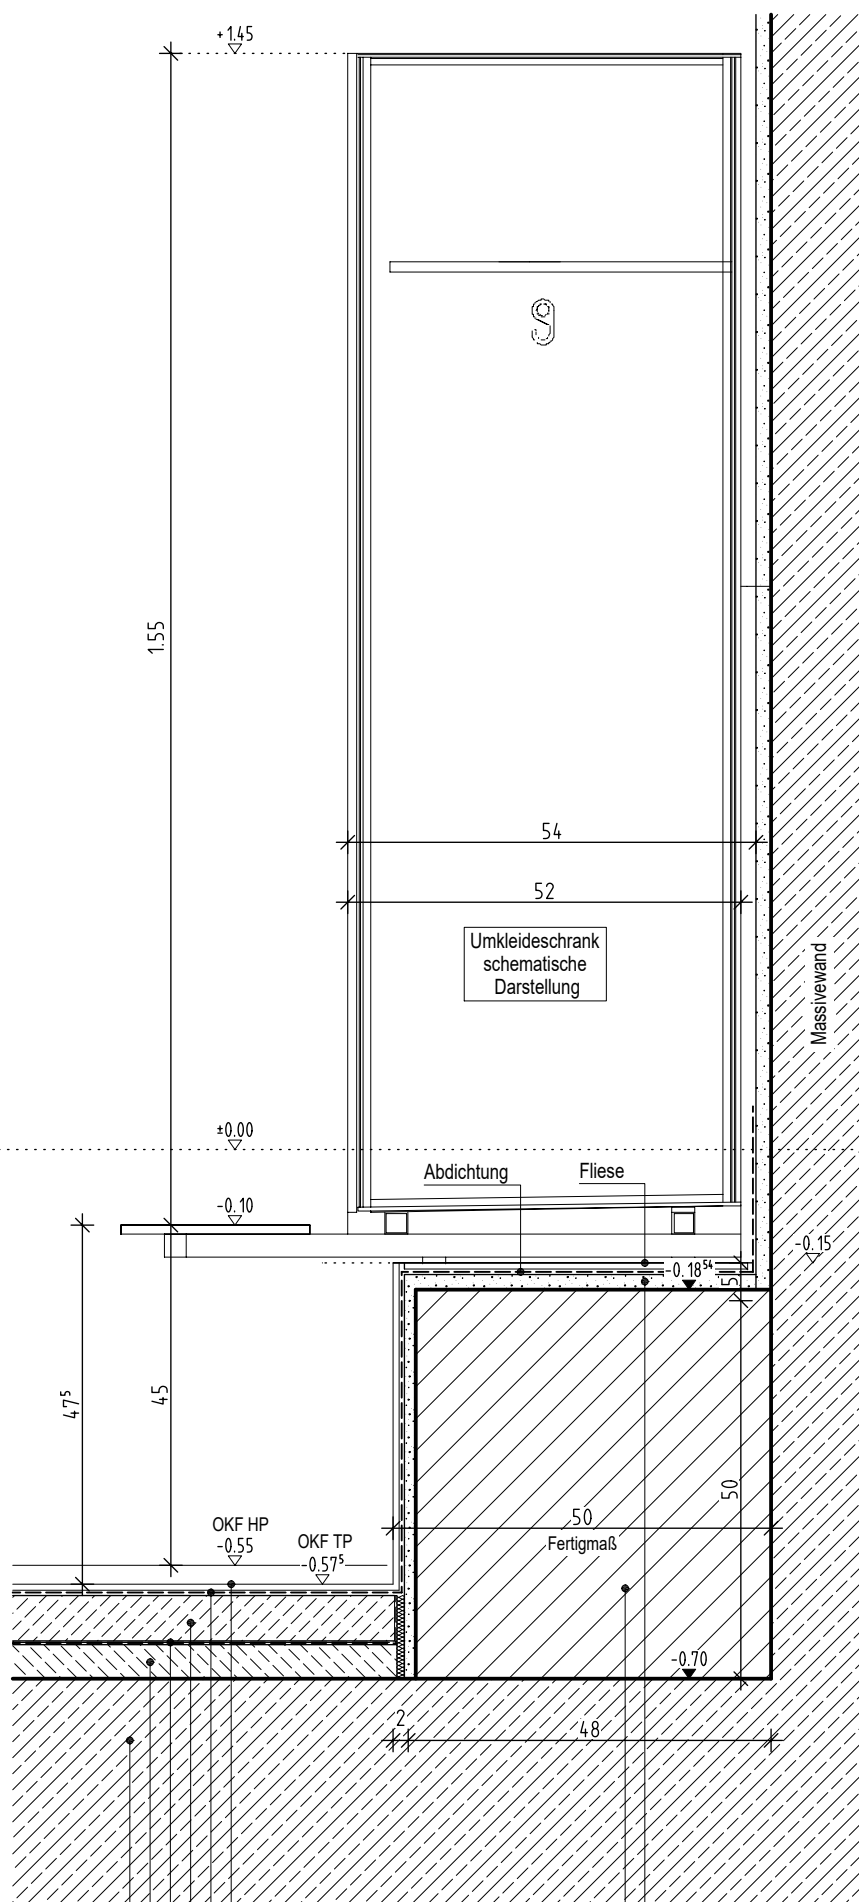 +1.45
1.55
54
52
Umkleideschrank
schematische
Darstellung
Massivewand
±0.00
Abdichtung
Fliese
-0.10
-0.15
-0.18⁵⁴
5
47⁵
45
50
50
Fertigmaß
OKF HP
-0.55
OKF TP
-0.57⁵
-0.70
2
48